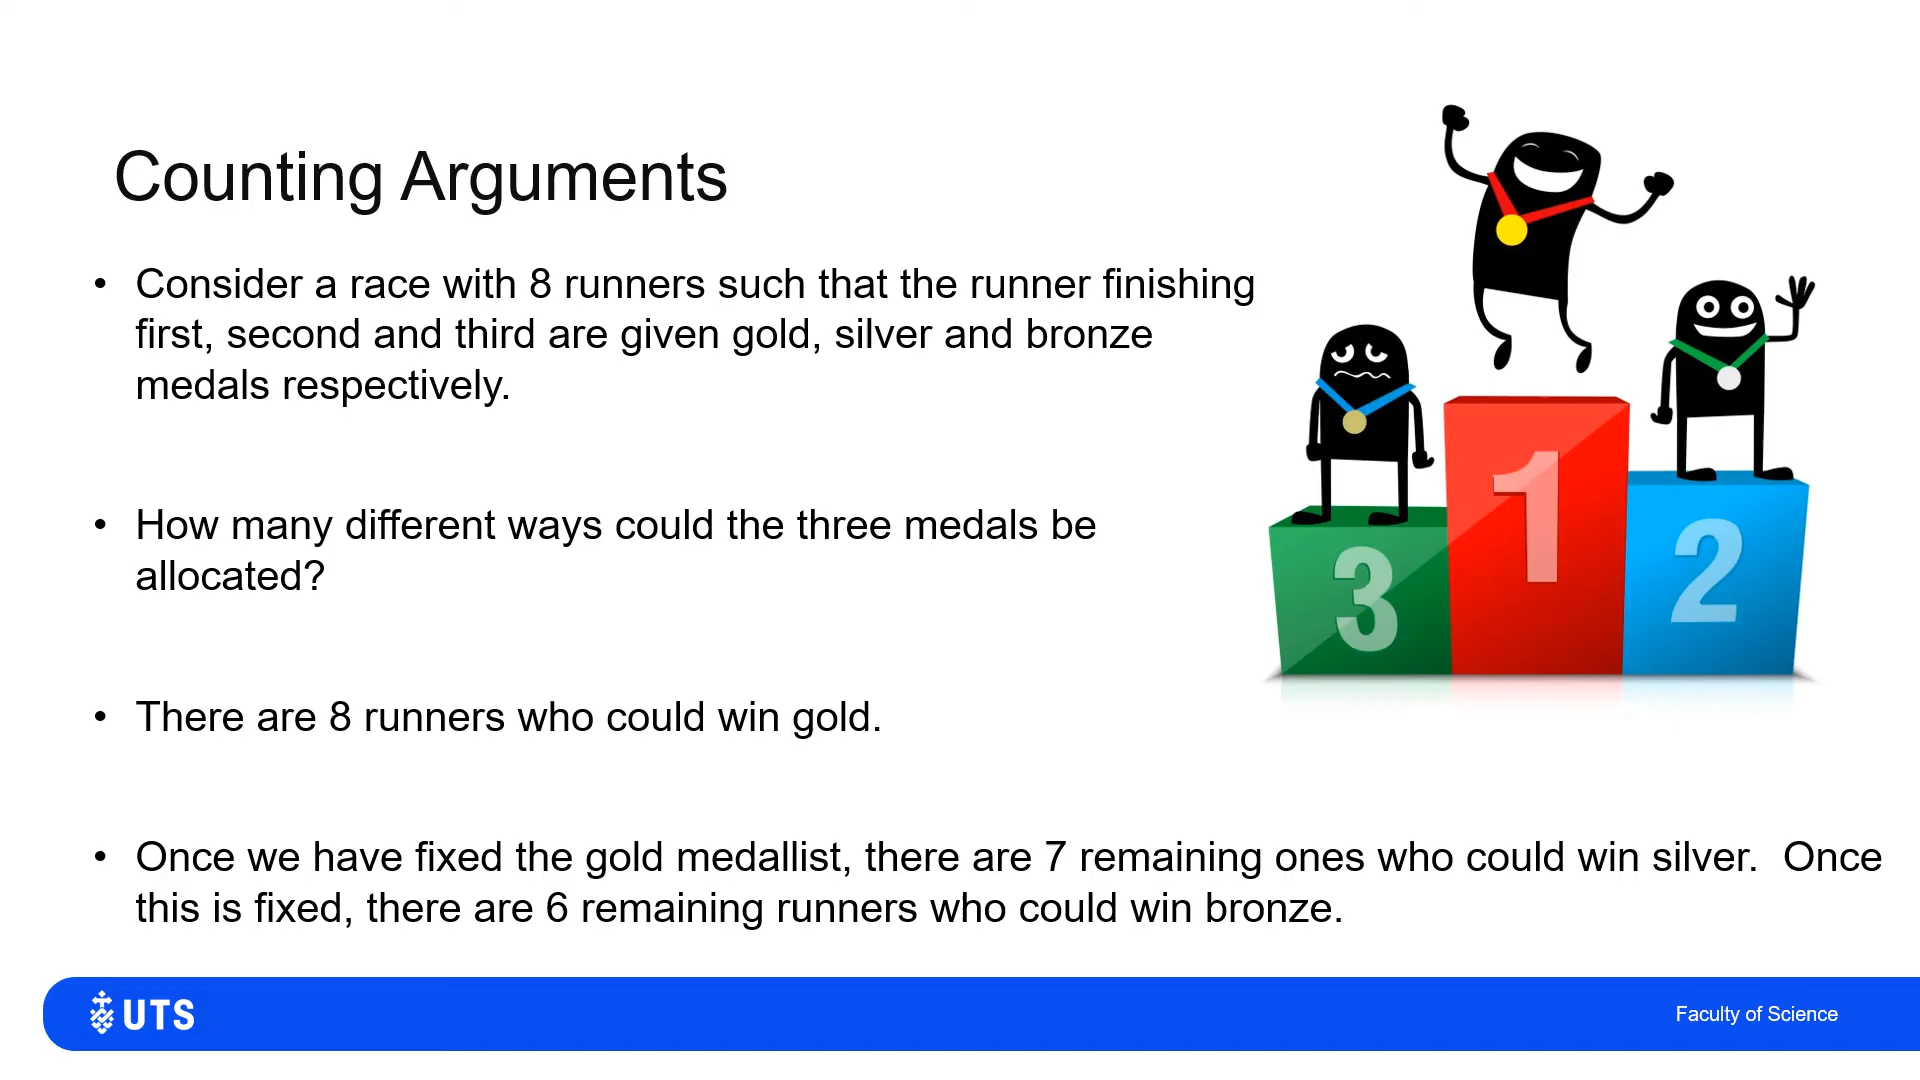 Counting Arguments
• Consider a race with 8 runners such that the runner finishing
first, second and third are given gold, silver and bronze
medals respectively.
• How many different ways could the three medals be
allocated?
• There are 8 runners who could win gold.
• Once we have fixed the gold medallist, there are 7 remaining ones who could win silver.  Once
this is fixed, there are 6 remaining runners who could win bronze.
3
1
2
UTS
Faculty of Science